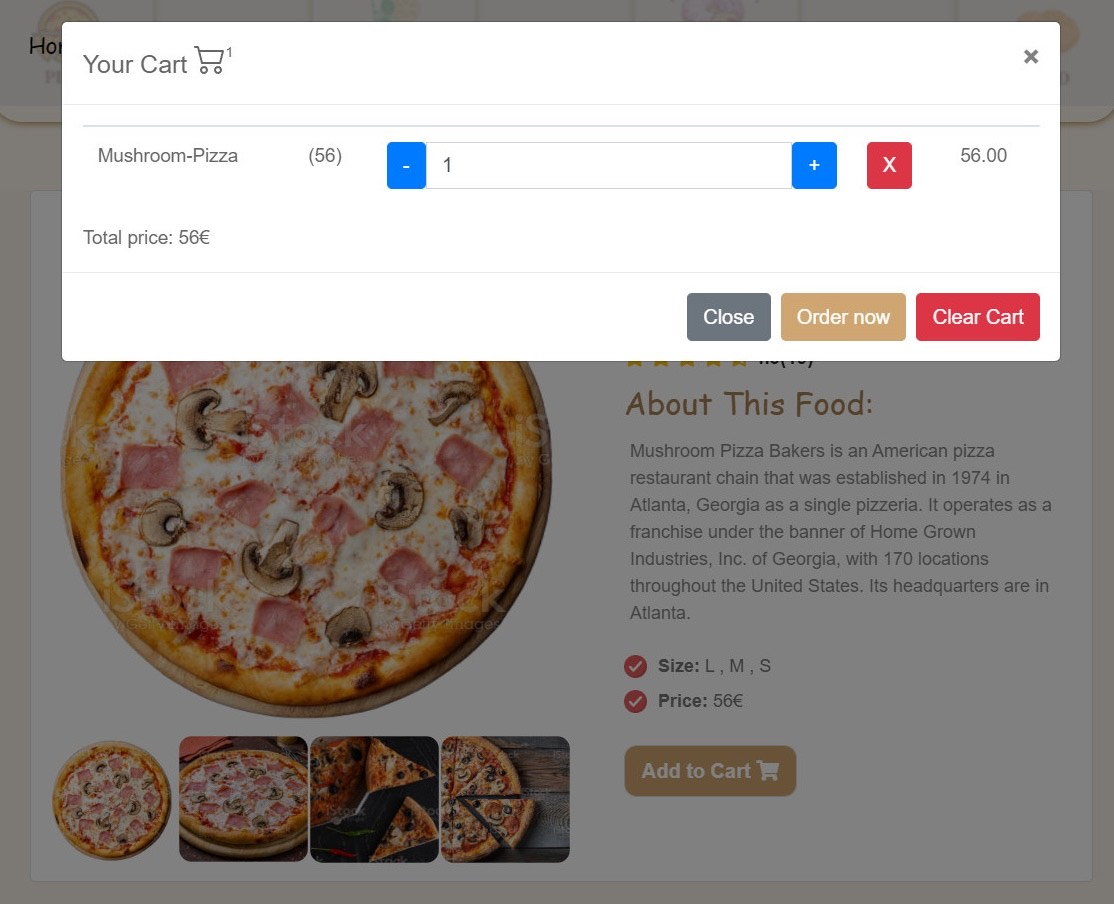 Your Cart 1
×
Mushroom-Pizza (56) - 1 + X 56.00
Total price: 56€
Close Order now Clear Cart
About This Food:
Mushroom Pizza Bakers is an American pizza
restaurant chain that was established in 1974 in
Atlanta, Georgia as a single pizzeria. It operates as a
franchise under the banner of Home Grown
Industries, Inc. of Georgia, with 170 locations
throughout the United States. Its headquarters are in
Atlanta.
Size: L , M , S
Price: 56€
Add to Cart
iStock
iStock
iStock